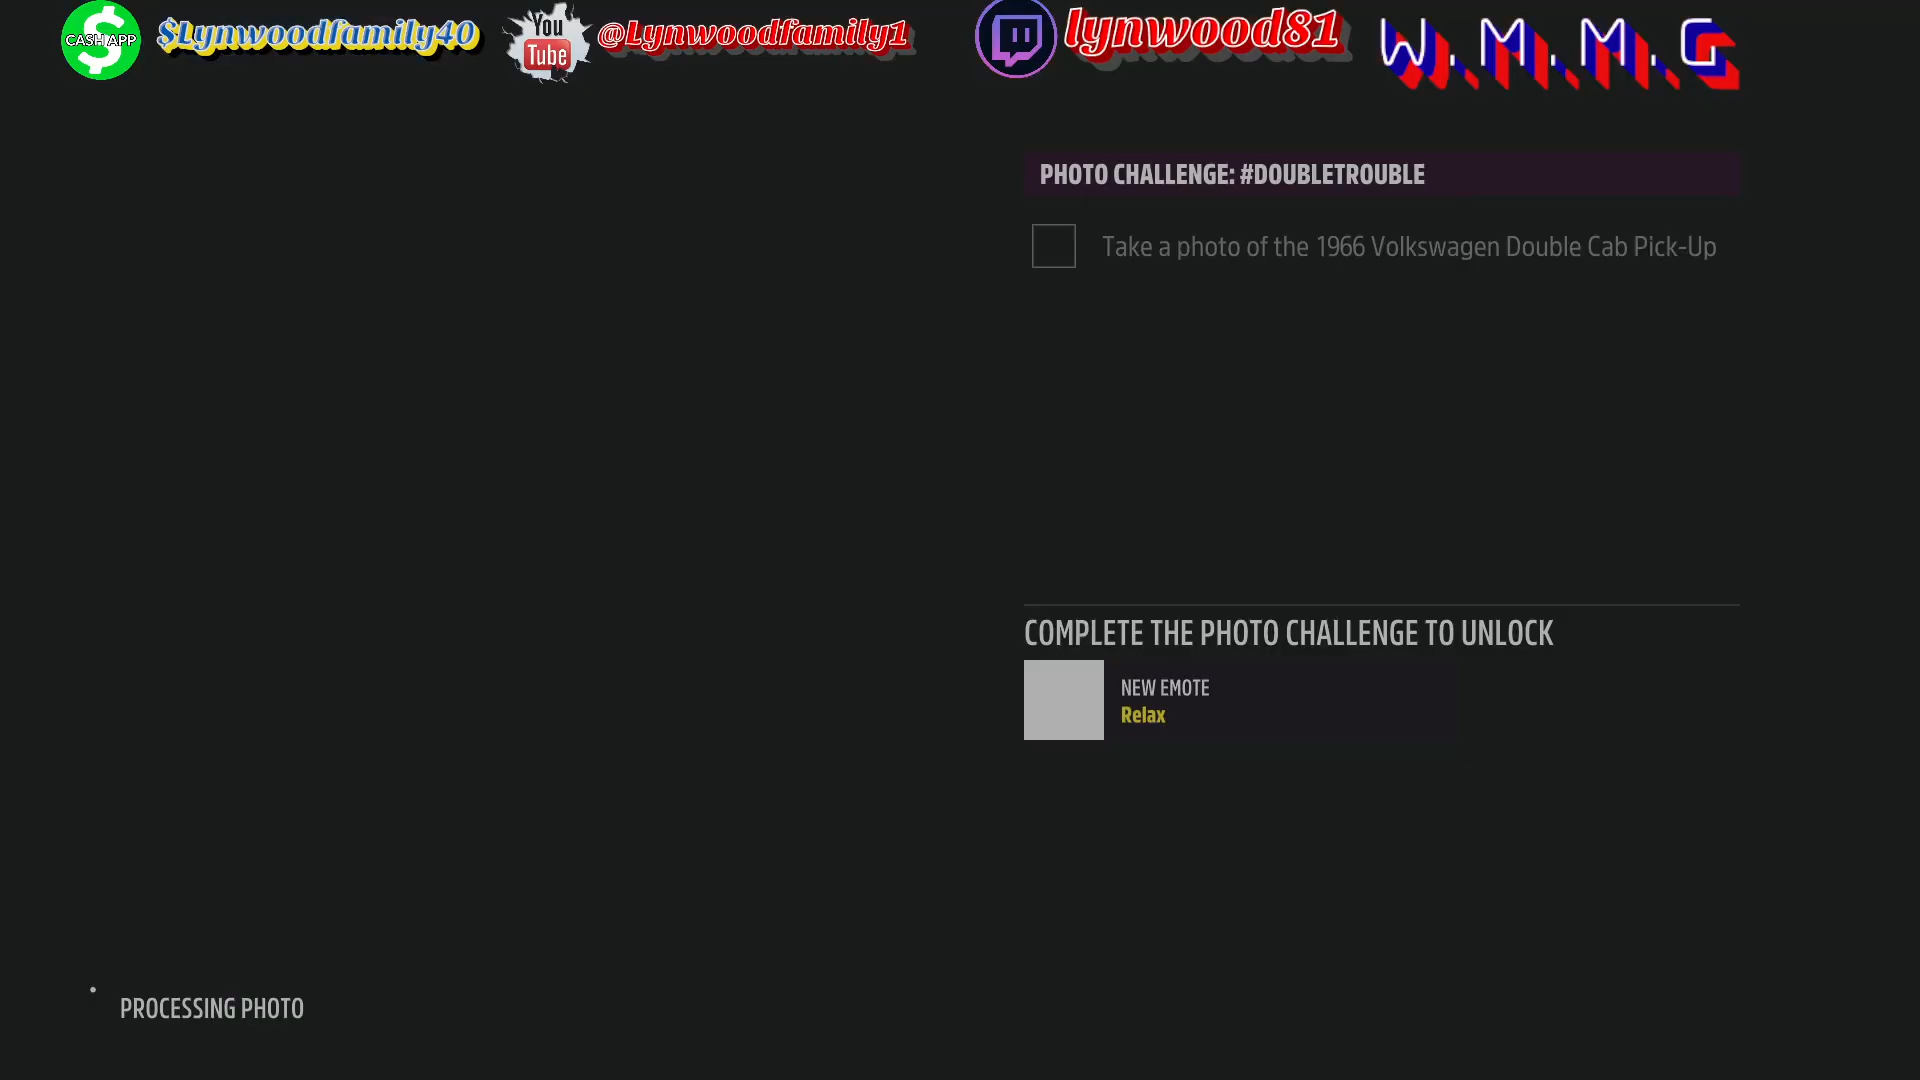 CASH APP
$Lynwoodfamily40
You
Tube
@Lynwoodfamily1
lynwood81
W.M.M.G
PHOTO CHALLENGE: #DOUBLETROUBLE
Take a photo of the 1966 Volkswagen Double Cab Pick-Up
COMPLETE THE PHOTO CHALLENGE TO UNLOCK
NEW EMOTE
Relax
PROCESSING PHOTO